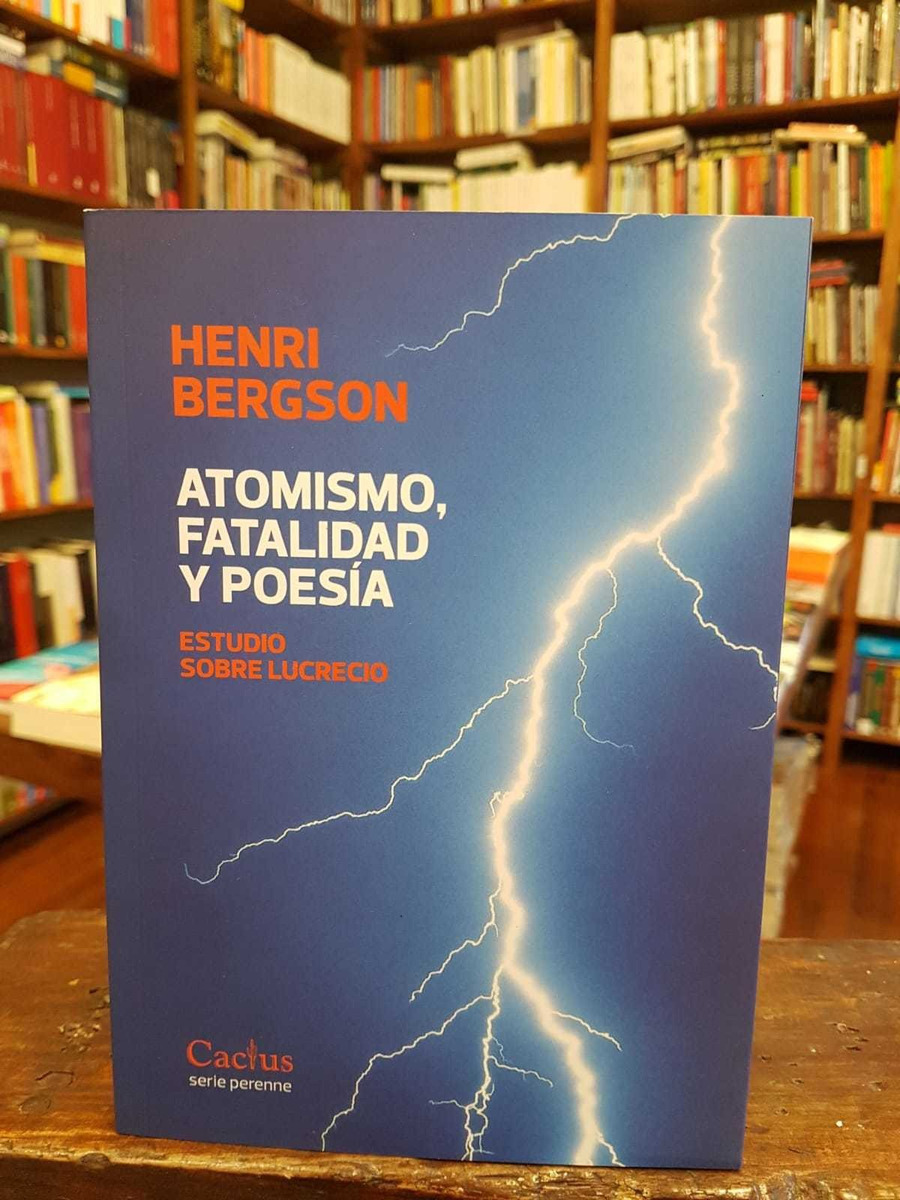 HENRI
BERGSON
ATOMISMO,
FATALIDAD
Y POESÍA
ESTUDIO
SOBRE LUCRECIO
Cactus
serie perenne